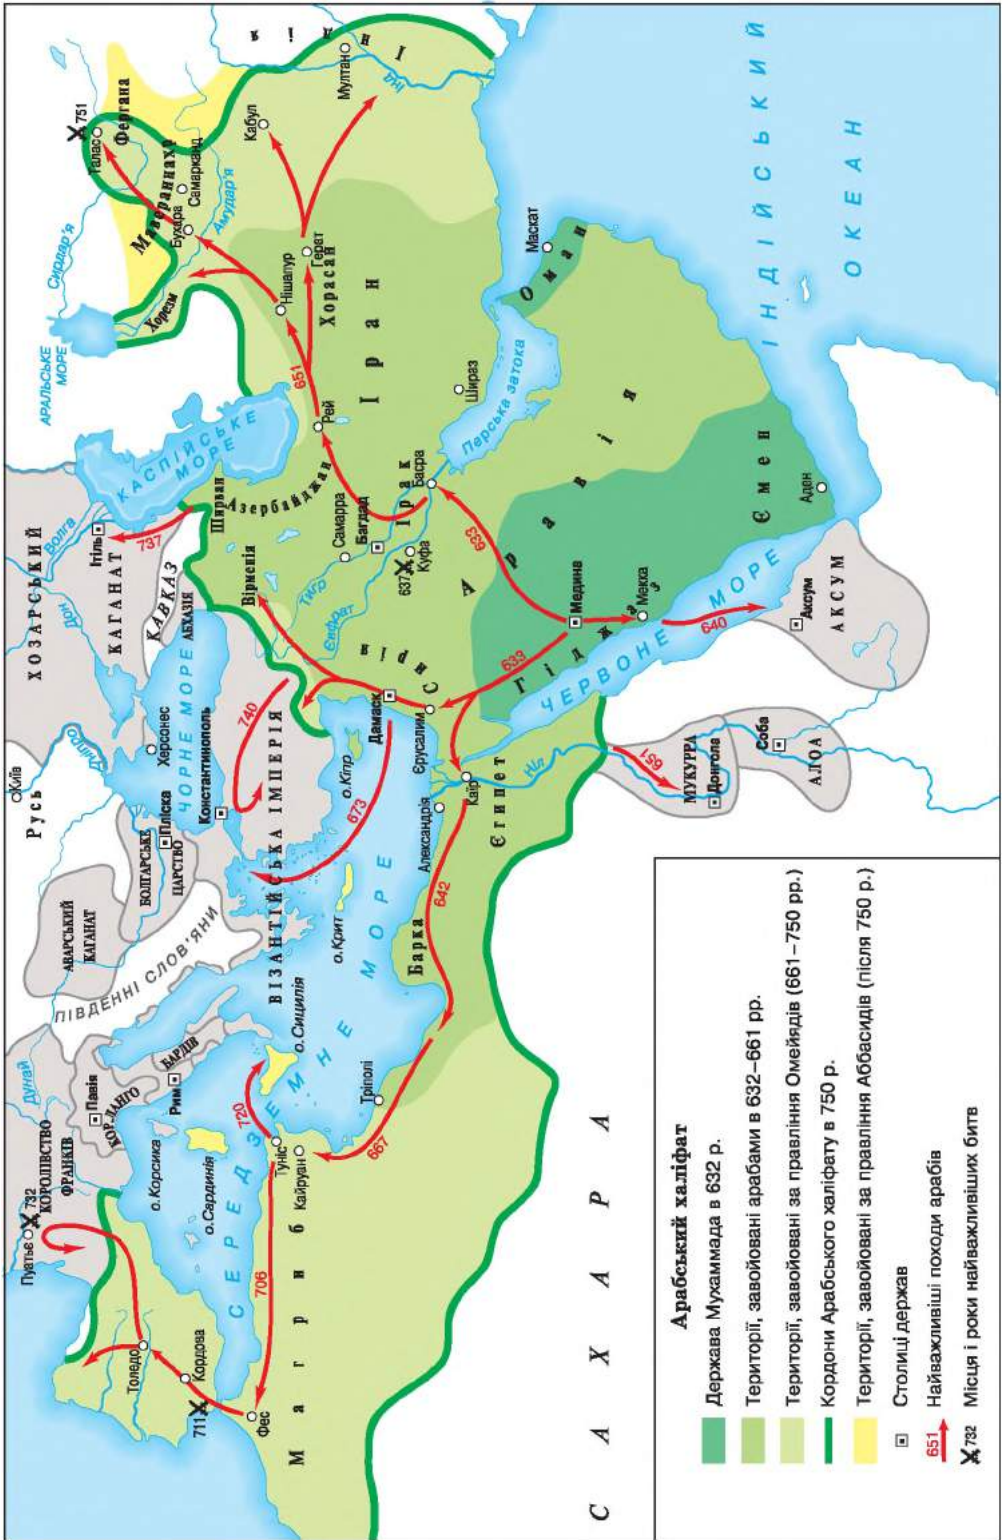 Пуатьє
732
КОРОЛІВСТВО
ФРАНКІВ
Дунай
Павія
КОР. ЛАНГО
БАРДІВ
Рим
АВАРСЬКИЙ
КАГАНАТ
ПІВДЕННІ СЛОВ'ЯНИ
БОЛГАРСЬКЕ
ЦАРСТВО
Пліска
Русь
Київ
Дніпро
ХОЗАРСЬКИЙ
КАГАНАТ
Дон
Волга
Ітіль
737
КАВКАЗ
АБХАЗІЯ
Херсонес
ЧОРНЕ МОРЕ
Константинополь
740
ВІЗАНТІЙСЬКА ІМПЕРІЯ
КАСПІЙСЬКЕ
МОРЕ
АРАЛЬСЬКЕ
МОРЕ
Сирдар'я
Амудар'я
Хорезм
Мавераннахр
Фергана
Талас
751
Бухара
Самарканд
Кабул
Мултан
Індія
Інд
Нішапур
Герат
Хорасан
651
Рей
Іран
Шираз
Ширван
Азербайджан
Вірменія
Самарра
Багдад
Ірак
Басра
Тигр
Євфрат
637
Куфа
Сирія
Дамаск
Єрусалим
о.Кіпр
673
о.Крит
о.Сицилія
о.Корсика
о.Сардинія
СЕРЕДЗЕМНЕ МОРЕ
720
Туніс
Кайруан
Тріполі
667
Барка
642
Александрія
Каїр
Єгипет
Ніл
Толедо
Кордова
711
Фес
706
Магриб
САХАРА
633
633
Аравія
Медина
Мекка
Гіджаз
ЧЕРВОНЕ МОРЕ
640
Аксум
АКСУМ
651
МУКУРРА
Донгола
Соба
АЛОА
Ємен
Аден
Оман
Маскат
Перська затока
ІНДІЙСЬКИЙ
ОКЕАН
Арабський халіфат
Держава Мухаммада в 632 р.
Території, завойовані арабами в 632–661 рр.
Території, завойовані за правління Омейядів (661–750 рр.)
Кордони Арабського халіфату в 750 р.
Території, завойовані за правління Аббасидів (після 750 р.)
Столиці держав
651 Найважливіші походи арабів
732 Місця і роки найважливіших битв